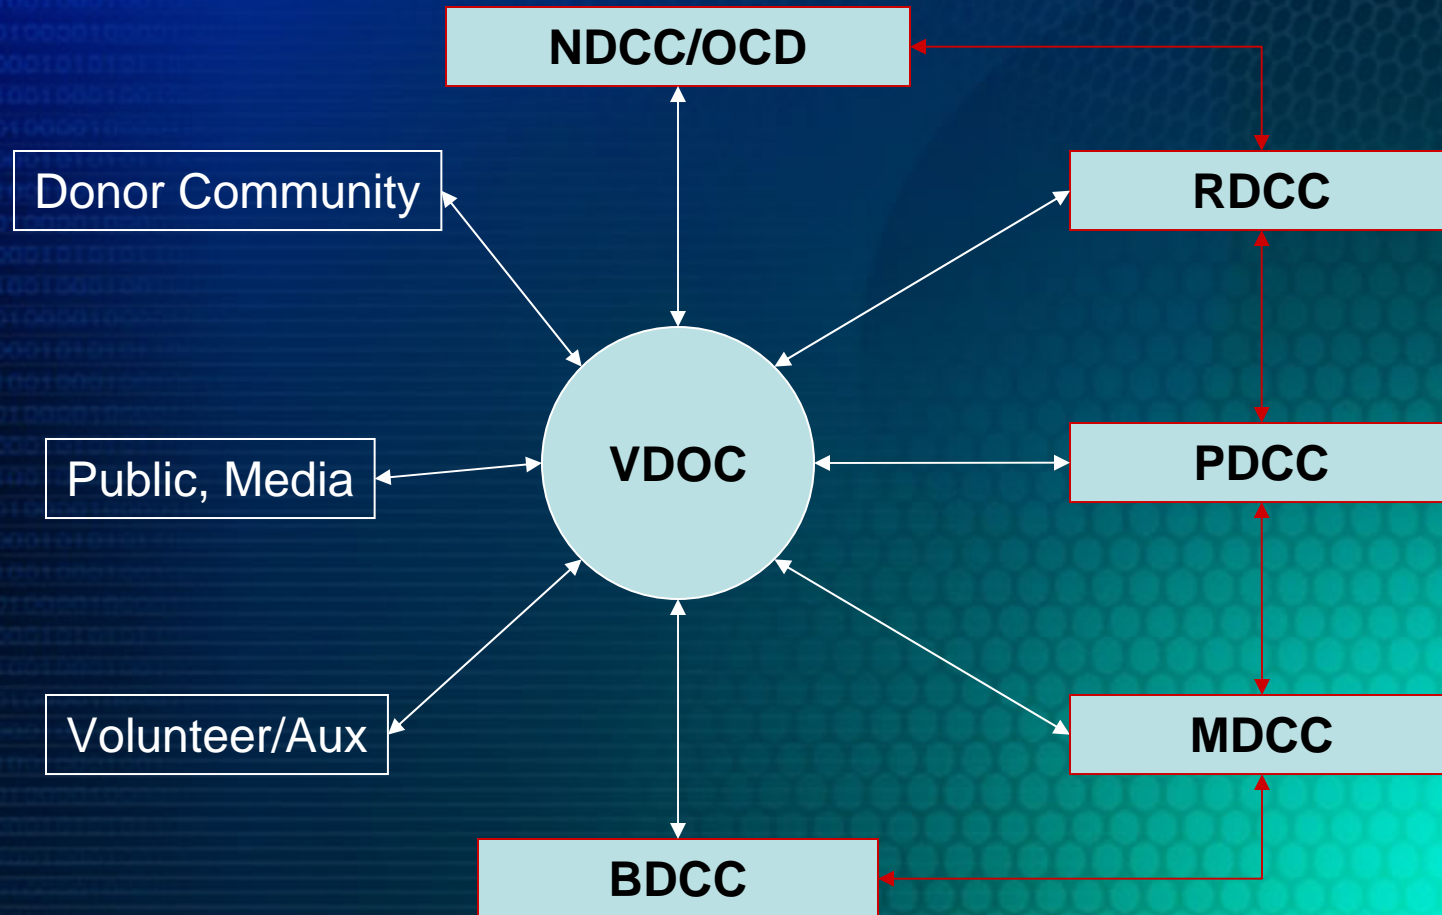 NDCC/OCD
Donor Community
RDCC
Public, Media
VDOC
PDCC
Volunteer/Aux
MDCC
BDCC